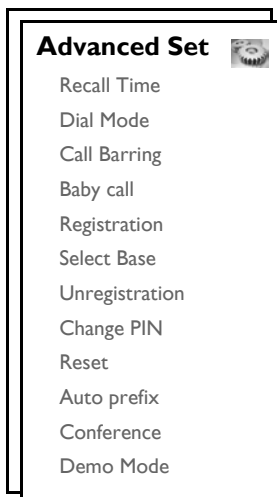 Advanced Set
Recall Time
Dial Mode
Call Barring
Baby call
Registration
Select Base
Unregistration
Change PIN
Reset
Auto prefix
Conference
Demo Mode